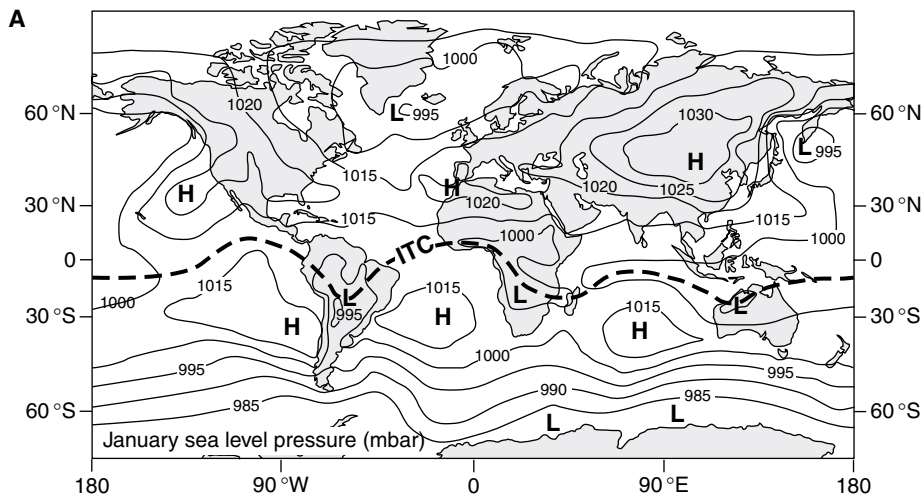 A
1000
1020
L 995
60 °N
60 °N
1030
L 995
H
1015
H
H
1020
1025
1020
30 °N
30 °N
1015
1015
1000
1000
ITC
0
0
1000
1015
1015
L
995
L
1015
L
30 °S
30 °S
H
H
H
1000
995
995
990
985
985
60 °S
60 °S
L
L
January sea level pressure (mbar)
180
90 °W
0
90 °E
180